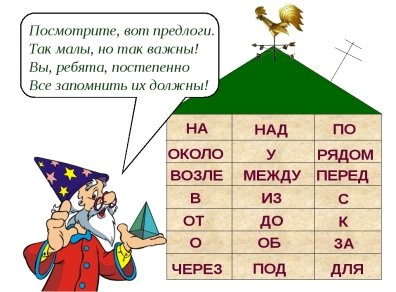 Посмотрите, вот предлоги.
Так малы, но так важны!
Вы, ребята, постепенно
Все запомнить их должны!
НА НАД ПО
ОКОЛО У РЯДОМ
ВОЗЛЕ МЕЖДУ ПЕРЕД
В ИЗ С
ОТ ДО К
О ОБ ЗА
ЧЕРЕЗ ПОД ДЛЯ